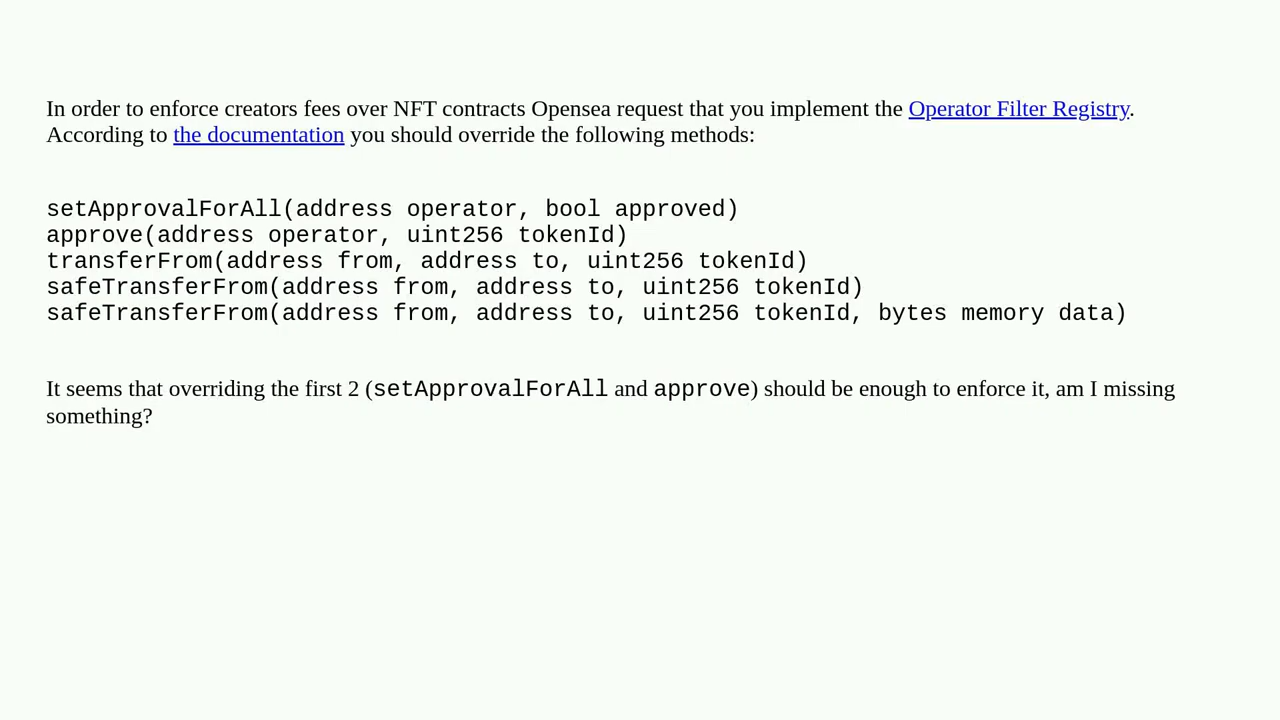 In order to enforce creators fees over NFT contracts Opensea request that you implement the Operator Filter Registry.
According to the documentation you should override the following methods:
setApprovalForAll(address operator, bool approved)
approve(address operator, uint256 tokenId)
transferFrom(address from, address to, uint256 tokenId)
safeTransferFrom(address from, address to, uint256 tokenId)
safeTransferFrom(address from, address to, uint256 tokenId, bytes memory data)
It seems that overriding the first 2 (setApprovalForAll and approve) should be enough to enforce it, am I missing
something?